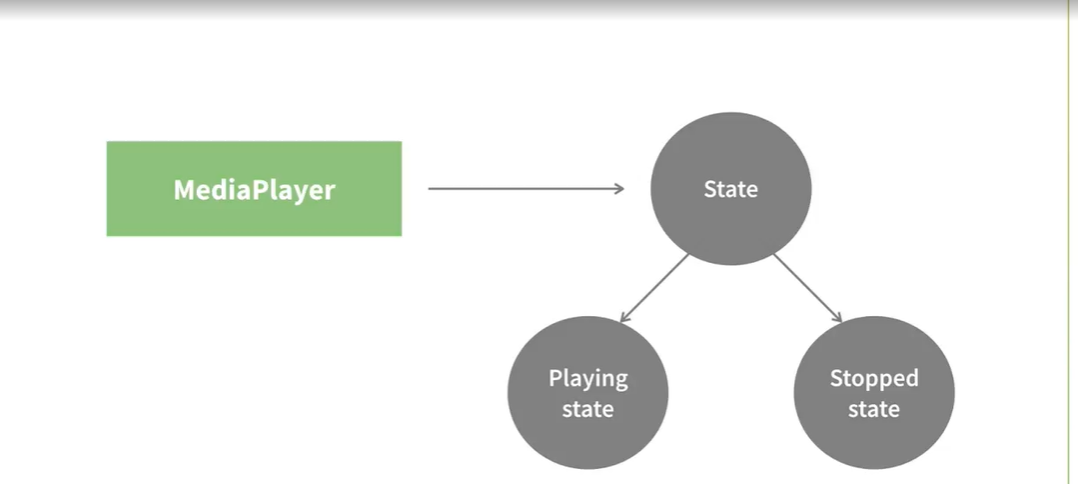 MediaPlayer
State
Playing
state
Stopped
state